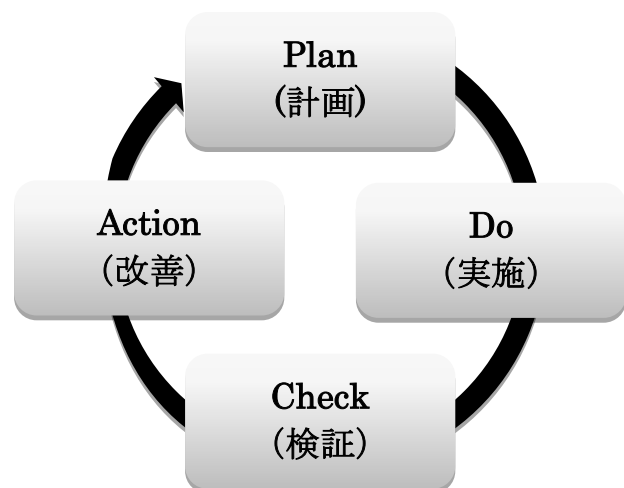 Plan
(計画)
Do
（実施）
Check
（検証）
Action
（改善）